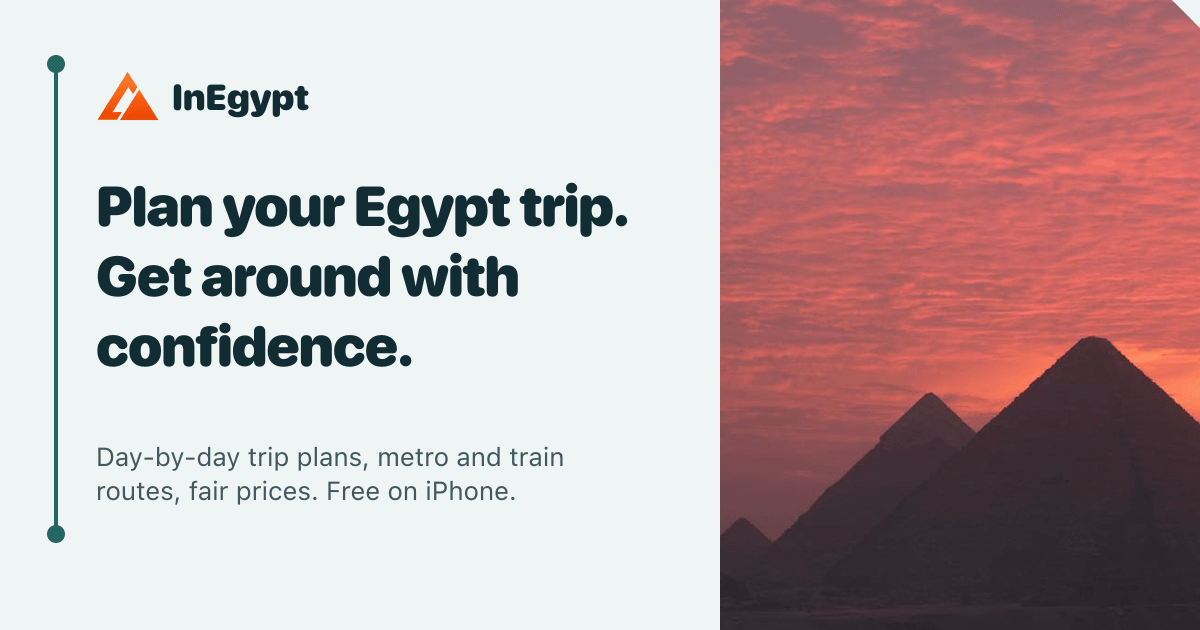 InEgypt
Plan your Egypt trip.
Get around with
confidence.
Day-by-day trip plans, metro and train
routes, fair prices. Free on iPhone.